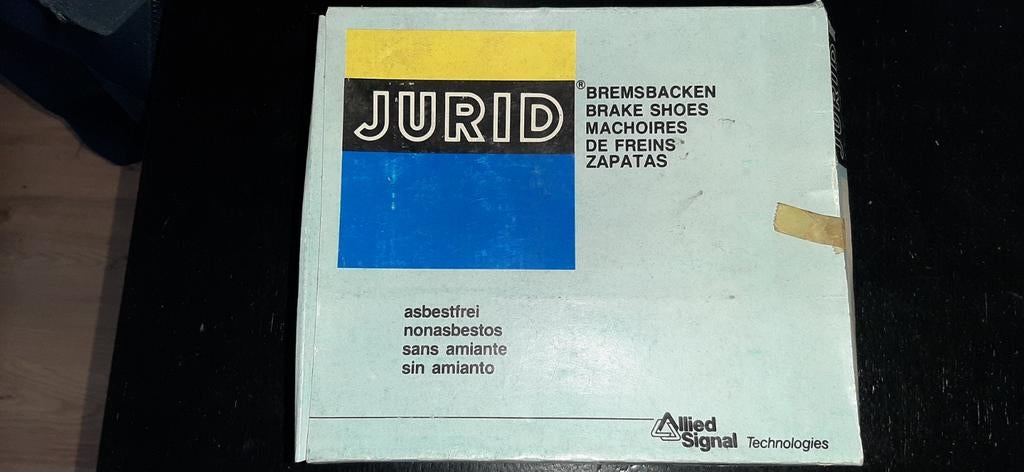 JURID
®
BREMSBACKEN
BRAKE SHOES
MACHOIRES
DE FREINS
ZAPATAS
asbestfrei
nonasbestos
sans amiante
sin amianto
Allied
Signal Technologies